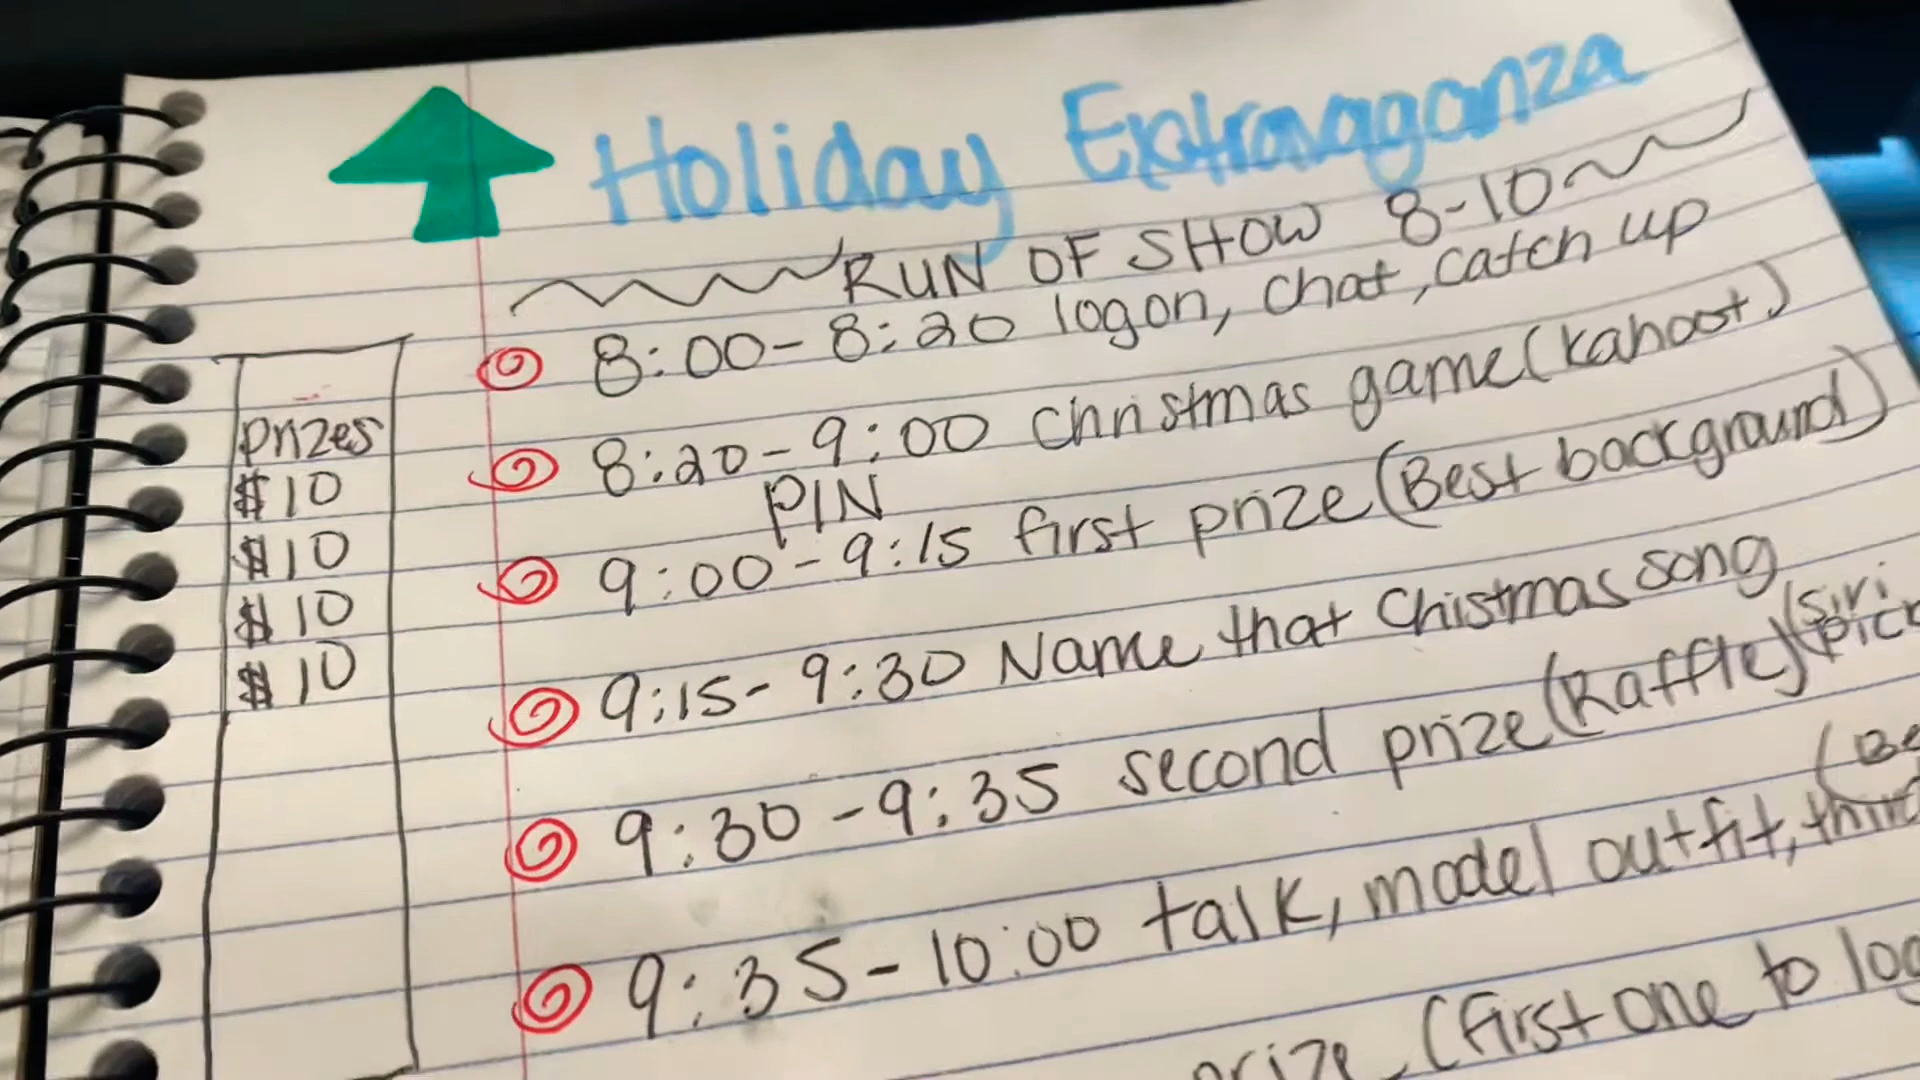 Holiday Extravaganza
RUN OF SHOW 8-10
8:00-8:20 logon, chat, catch up
8:20-9:00 Christmas game (kahoot)
PIN
9:00-9:15 first prize (Best background)
9:15-9:30 Name that Chistmas song
9:30-9:35 second prize (Raffle) (Siri
9:35-10:00 talk, model outfit,
prize (first one to
prizes
$10
$10
$10
$10